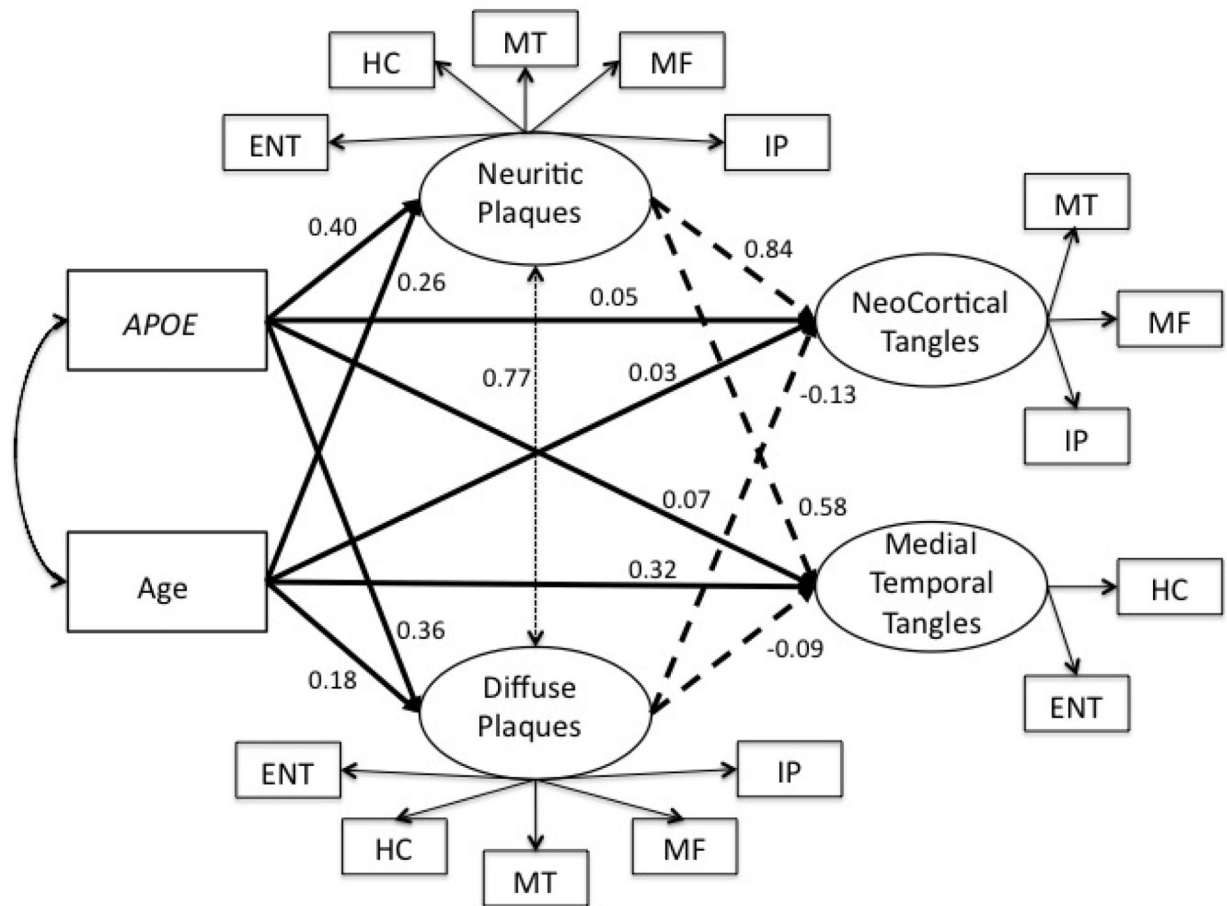 MT
HC
MF
ENT
IP
Neuritic
Plaques
MT
0.40
0.84
0.26
0.05
NeoCortical
Tangles
APOE
MF
0.77
0.03
-0.13
IP
0.07
0.58
Medial
Temporal
Tangles
0.32
Age
HC
0.36
-0.09
0.18
Diffuse
Plaques
ENT
ENT
IP
HC
MF
MT